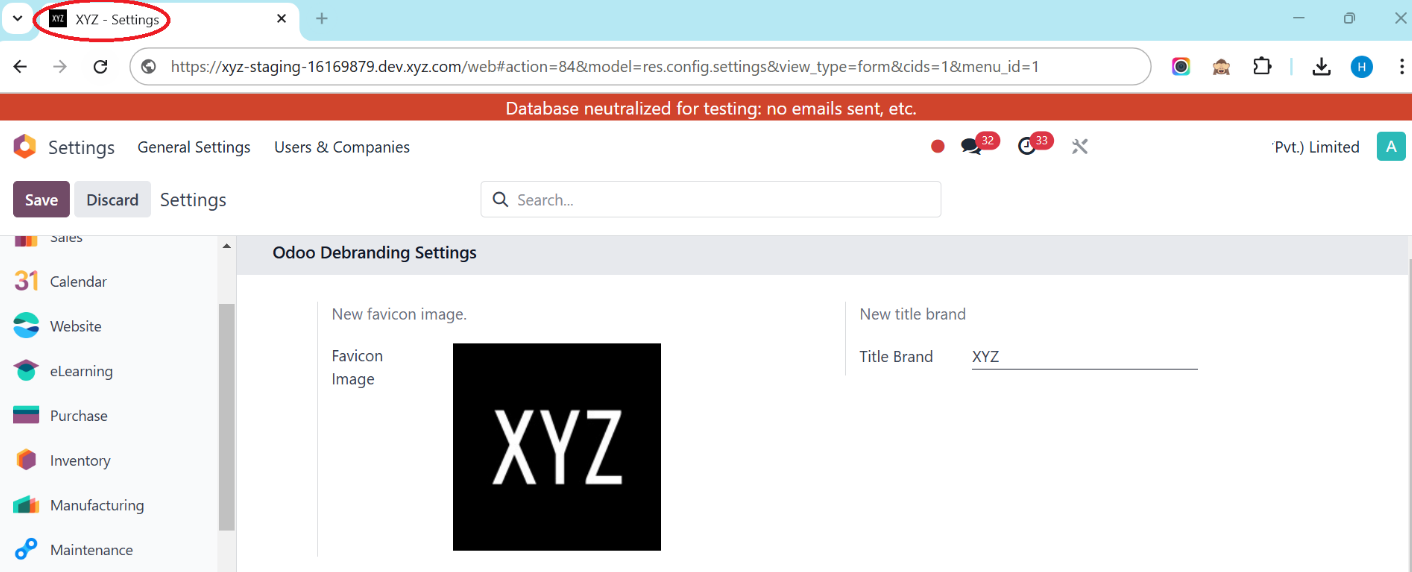 XYZ XYZ - Settings
https://xyz-staging-16169879.dev.xyz.com/web#action=84&model=res.config.settings&view_type=form&cids=1&menu_id=1
H
Database neutralized for testing: no emails sent, etc.
Settings General Settings Users & Companies 32 33 Pvt.) Limited A
Save Discard Settings Search...
Sales
Odoo Debranding Settings
31 Calendar
New favicon image. New title brand
Website
Favicon Image
Title Brand XYZ
eLearning
Purchase
XYZ
Inventory
Manufacturing
Maintenance